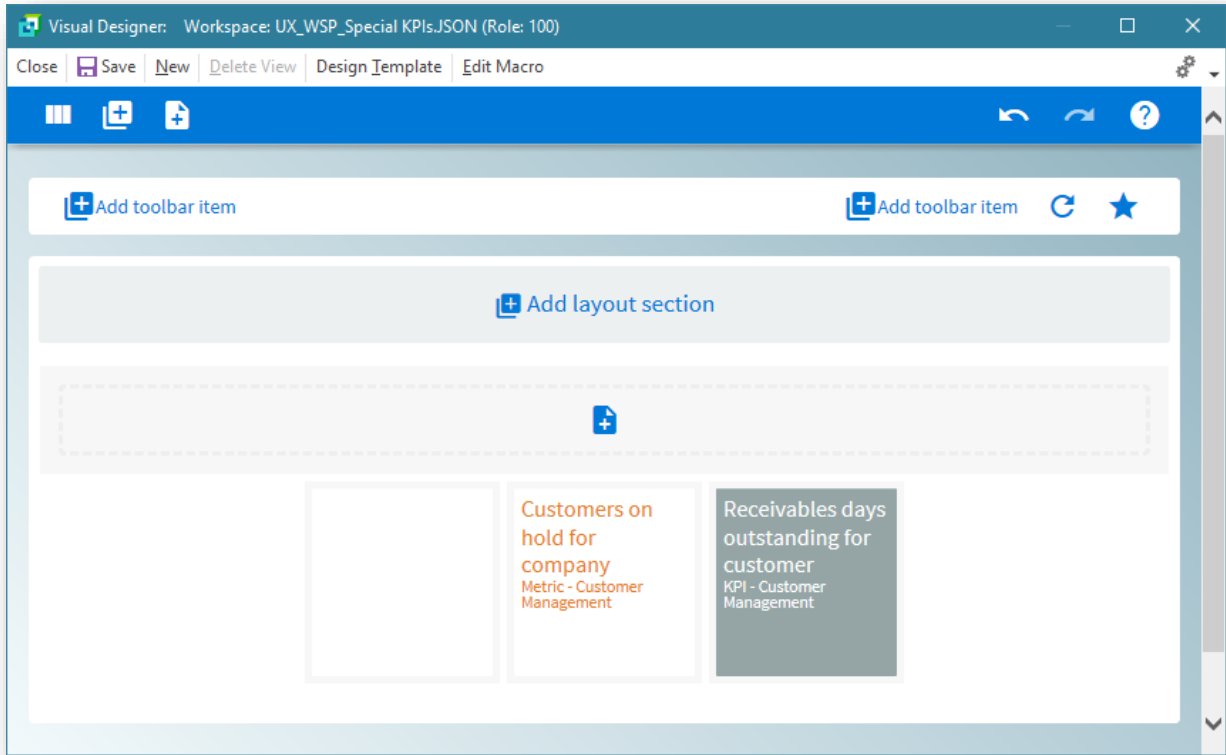 Visual Designer: Workspace: UX_WSP_Special KPIs.JSON (Role: 100)
Close Save New Delete View Design Template Edit Macro
Add toolbar item Add toolbar item
Add layout section
Customers on
hold for
company
Metric - Customer
Management
Receivables days
outstanding for
customer
KPI - Customer
Management